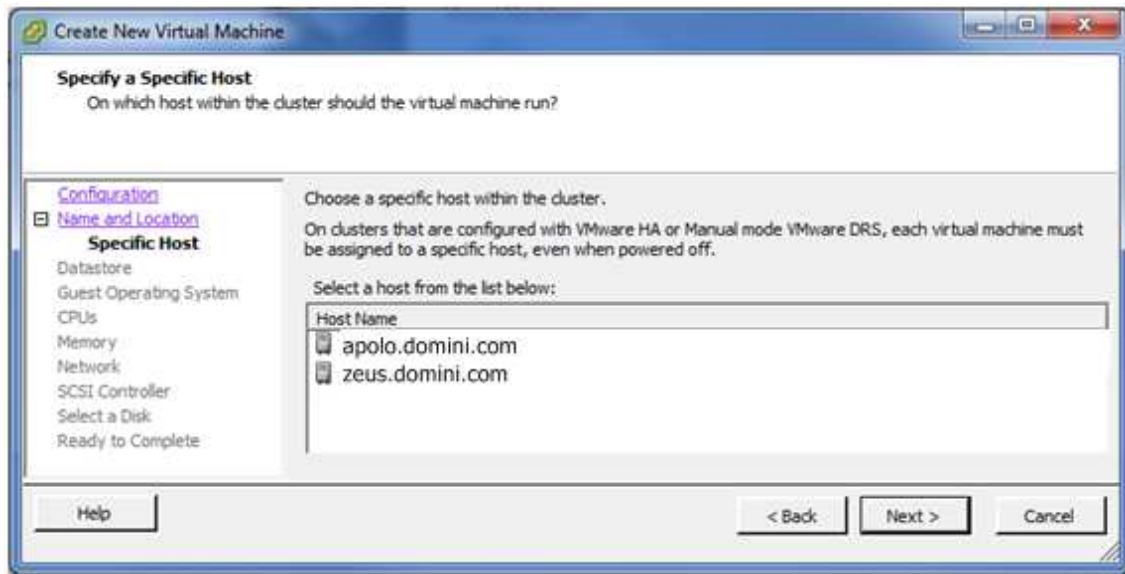 Create New Virtual Machine
Specify a Specific Host
On which host within the cluster should the virtual machine run?
Configuration
Name and Location
Specific Host
Datastore
Guest Operating System
CPUs
Memory
Network
SCSI Controller
Select a Disk
Ready to Complete
Choose a specific host within the cluster.
On clusters that are configured with VMware HA or Manual mode VMware DRS, each virtual machine must
be assigned to a specific host, even when powered off.
Select a host from the list below:
Host Name
apolo.domini.com
zeus.domini.com
Help
< Back
Next >
Cancel